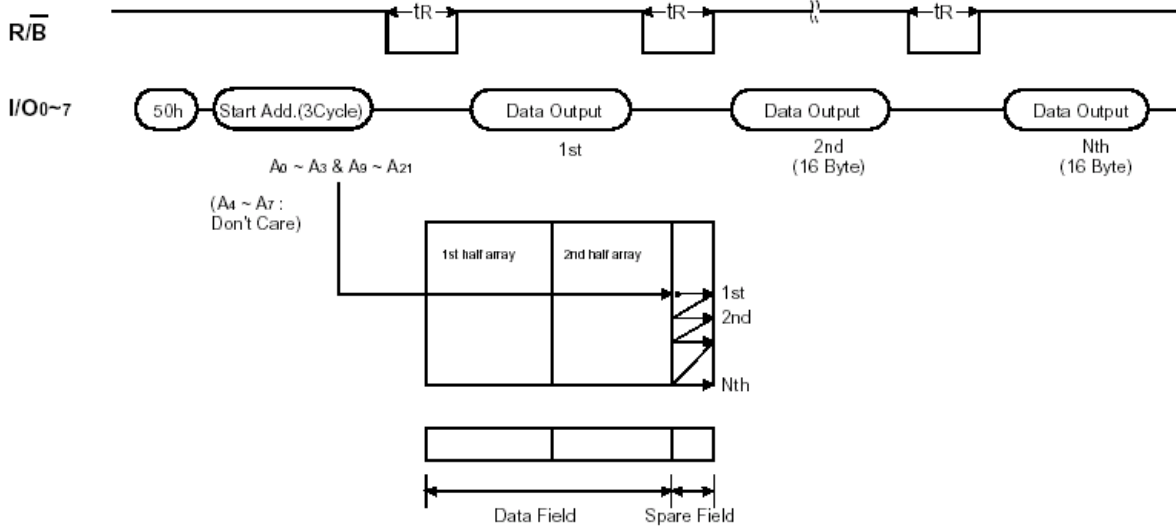 tR
tR
tR
R/B̅
I/O0~7
50h
Start Add.(3Cycle)
Data Output
Data Output
Data Output
1st
2nd
(16 Byte)
Nth
(16 Byte)
A0 ~ A3 & A9 ~ A21
(A4 ~ A7 :
Don't Care)
1st half array
2nd half array
1st
2nd
Nth
Data Field
Spare Field